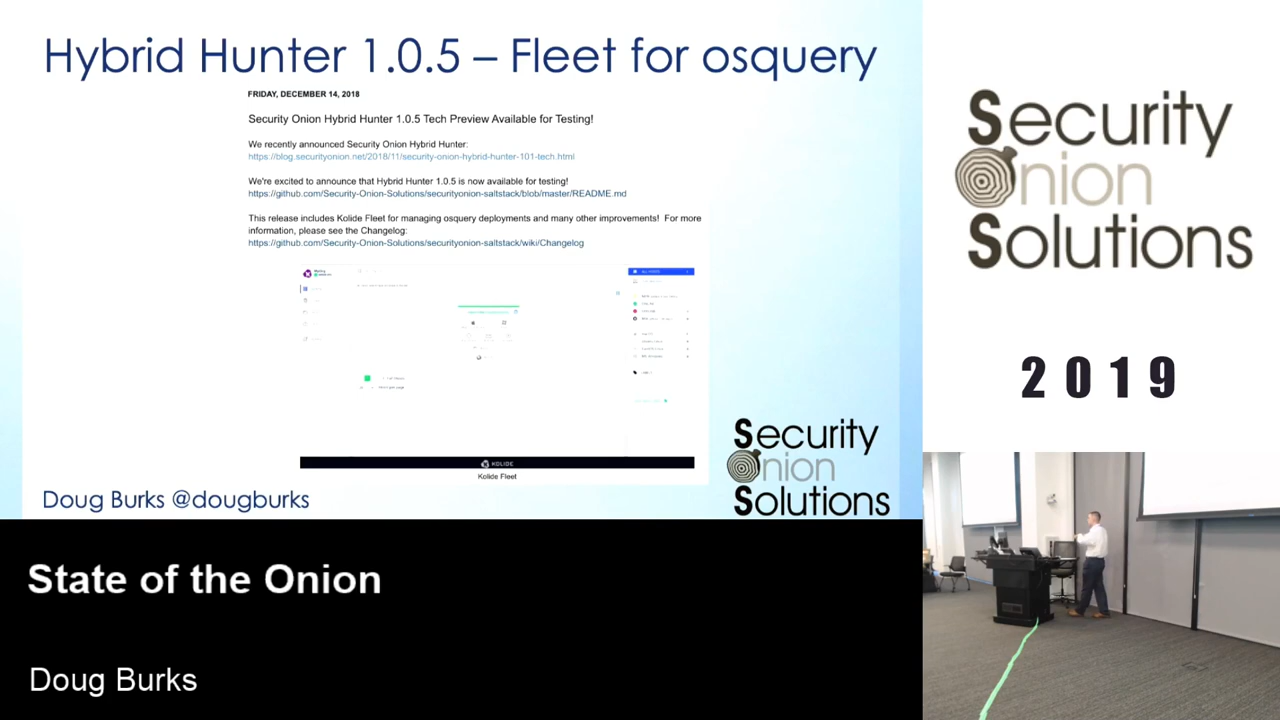 Hybrid Hunter 1.0.5 – Fleet for osquery
FRIDAY, DECEMBER 14, 2018
Security Onion Hybrid Hunter 1.0.5 Tech Preview Available for Testing!
We recently announced Security Onion Hybrid Hunter:
https://blog.securityonion.net/2018/11/security-onion-hybrid-hunter-101-tech.html
We're excited to announce that Hybrid Hunter 1.0.5 is now available for testing!
https://github.com/Security-Onion-Solutions/securityonion-saltstack/blob/master/README.md
This release includes Kolide Fleet for managing osquery deployments and many other improvements! For more
information, please see the Changelog:
https://github.com/Security-Onion-Solutions/securityonion-saltstack/wiki/Changelog
KOLIDE
Kolide Fleet
Doug Burks @dougburks
Security
Onion
Solutions
Security
Onion
Solutions
2019
State of the Onion
Doug Burks